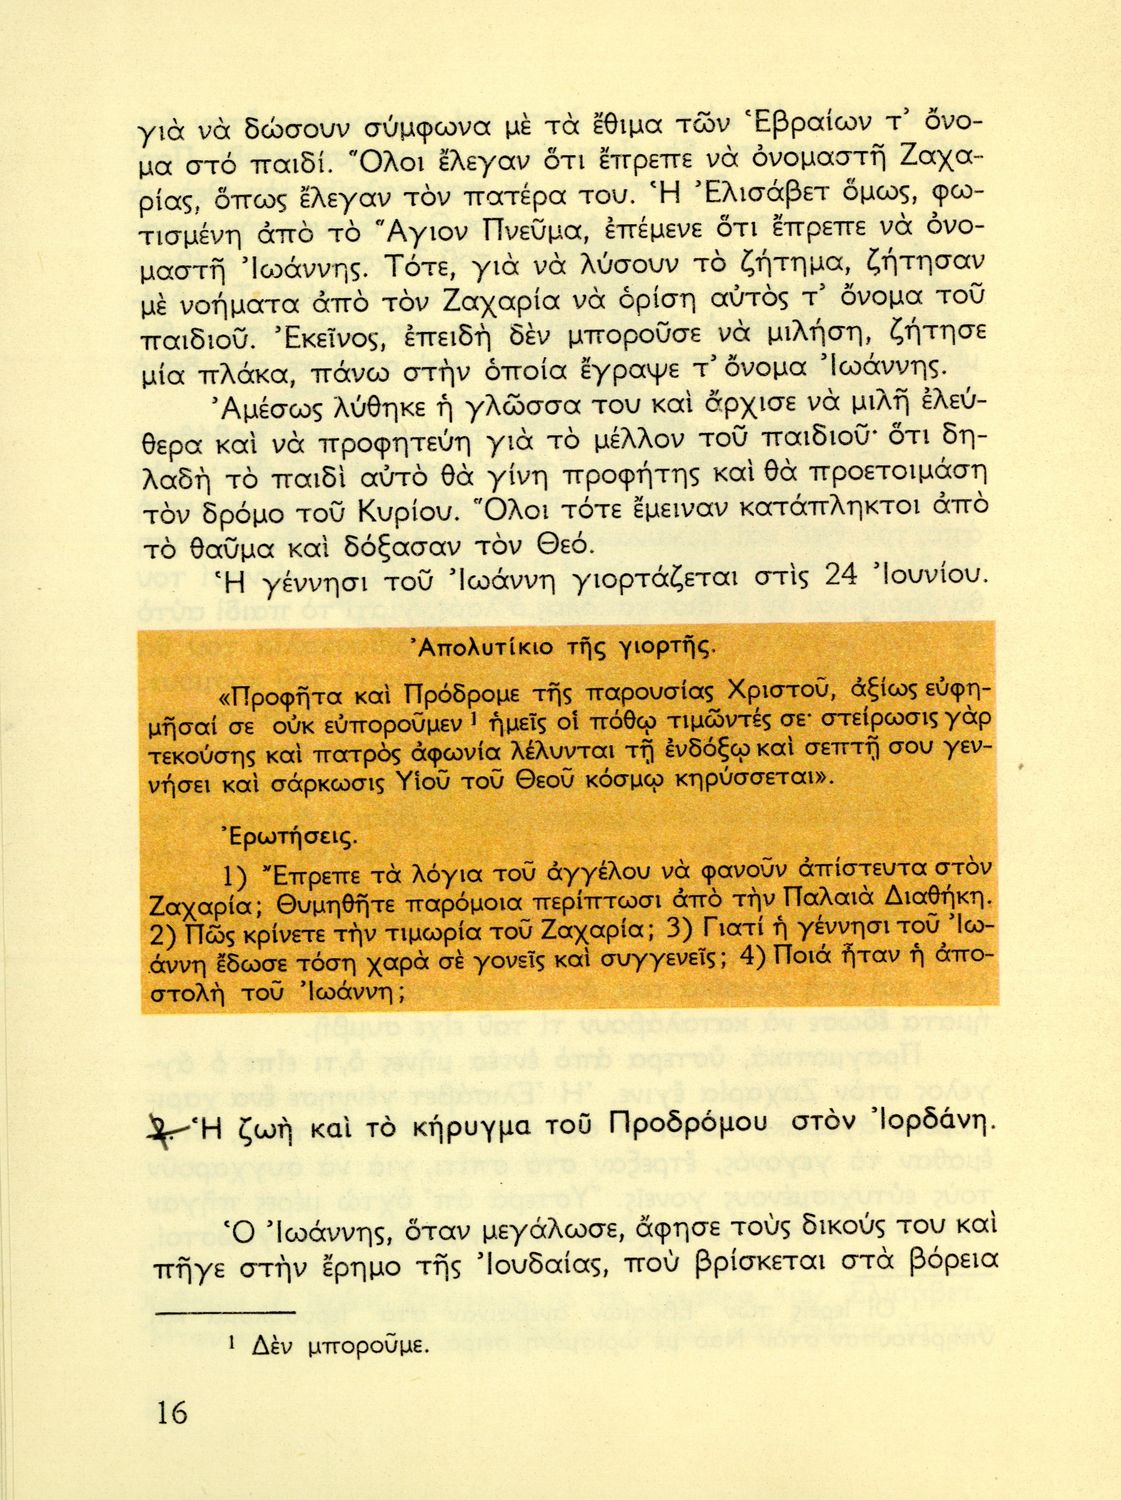 γιὰ νὰ δώσουν σύμφωνα μὲ τὰ ἔθιμα τῶν Ἑβραίων τ' ὄνο-
μα στό παιδί. Ὅλοι ἔλεγαν ὅτι ἔπρεπε νὰ ὀνομαστῆ Ζαχα-
ρίας, ὅπως ἔλεγαν τὸν πατέρα του. Ἡ Ἐλισάβετ ὅμως, φω-
τισμένη ἀπὸ τὸ Ἅγιον Πνεῦμα, ἐπέμενε ὅτι ἔπρεπε νὰ ὀνο-
μαστῆ Ἰωάννης. Τότε, γιὰ νὰ λύσουν τὸ ζήτημα, ζήτησαν
μὲ νοήματα ἀπὸ τὸν Ζαχαρία νὰ ὁρίση αὐτὸς τ' ὄνομα τοῦ
παιδιοῦ. Ἐκεῖνος, ἐπειδὴ δὲν μποροῦσε νὰ μιλήση, ζήτησε
μία πλάκα, πάνω στὴν ὁποία ἔγραψε τ' ὄνομα Ἰωάννης.
Ἀμέσως λύθηκε ἡ γλῶσσα του καὶ ἄρχισε νὰ μιλῆ ἐλεύ-
θερα καὶ νὰ προφητεύη γιὰ τὸ μέλλον τοῦ παιδιοῦ· ὅτι δη-
λαδὴ τὸ παιδὶ αὐτὸ θὰ γίνη προφήτης καὶ θὰ προετοιμάση
τὸν δρόμο τοῦ Κυρίου. Ὅλοι τότε ἔμειναν κατάπληκτοι ἀπὸ
τὸ θαῦμα καὶ δόξασαν τὸν Θεό.
Ἡ γέννησι τοῦ Ἰωάννη γιορτάζεται στὶς 24 Ἰουνίου.
Ἀπολυτίκιο τῆς γιορτῆς.
«Προφῆτα καὶ Πρόδρομε τῆς παρουσίας Χριστοῦ, ἀξίως εὐφη-
μῆσαί σε οὐκ εὐποροῦμεν ¹ ἡμεῖς οἱ πόθῳ τιμῶντές σε· στείρωσις γὰρ
τεκούσης καὶ πατρὸς ἀφωνία λέλυνται τῇ ἐνδόξῳ καὶ σεπτῇ σου γεν-
νήσει καὶ σάρκωσις Υἱοῦ τοῦ Θεοῦ κόσμῳ κηρύσσεται».
Ἐρωτήσεις.
1) Ἔπρεπε τὰ λόγια τοῦ ἀγγέλου νὰ φανοῦν ἀπίστευτα στὸν
Ζαχαρία; Θυμηθῆτε παρόμοια περίπτωσι ἀπὸ τὴν Παλαιὰ Διαθήκη.
2) Πῶς κρίνετε τὴν τιμωρία τοῦ Ζαχαρία; 3) Γιατί ἡ γέννησι τοῦ Ἰω-
άννη ἔδωσε τόση χαρὰ σὲ γονεῖς καὶ συγγενεῖς; 4) Ποιά ἦταν ἡ ἀπο-
στολὴ τοῦ Ἰωάννη;
2. Ἡ ζωὴ καὶ τὸ κήρυγμα τοῦ Προδρόμου στὸν Ἰορδάνη.
Ὁ Ἰωάννης, ὅταν μεγάλωσε, ἄφησε τοὺς δικούς του καὶ
πῆγε στὴν ἔρημο τῆς Ἰουδαίας, ποὺ βρίσκεται στὰ βόρεια
¹ Δὲν μποροῦμε.
16